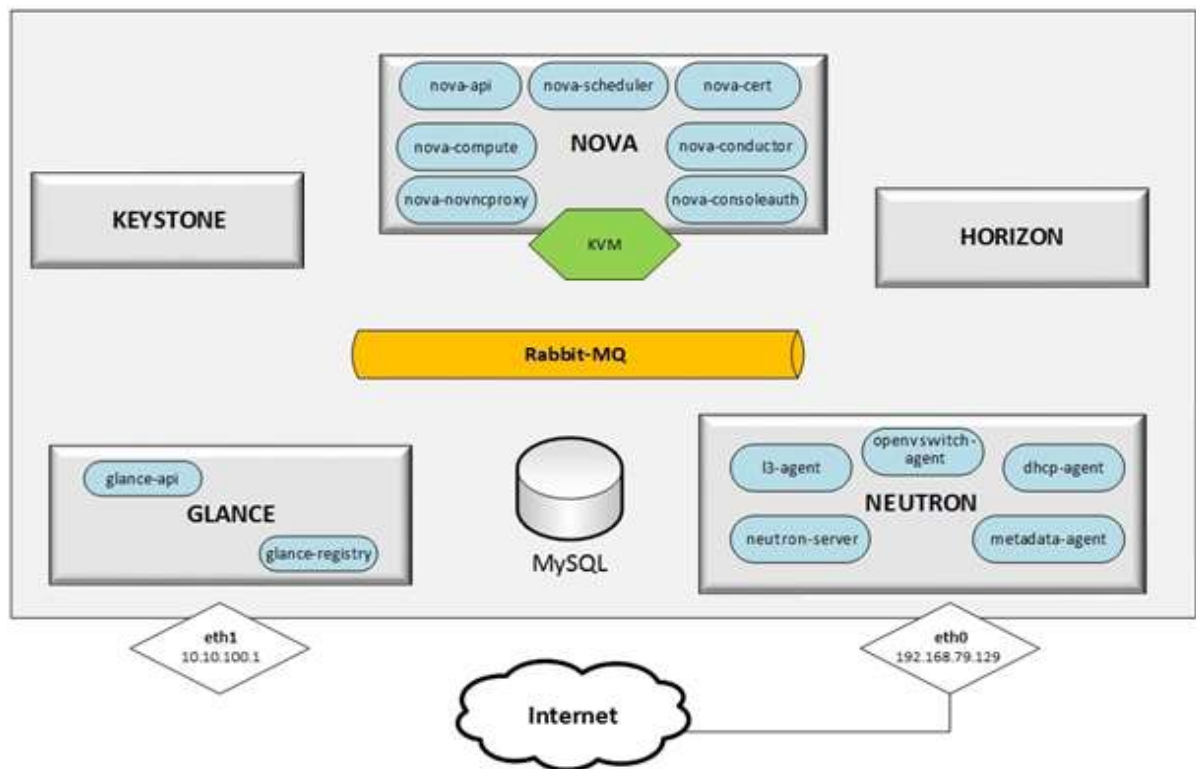 nova-api
nova-scheduler
nova-cert
nova-compute
NOVA
nova-conductor
nova-novncproxy
nova-consoleauth
KVM
KEYSTONE
HORIZON
Rabbit-MQ
glance-api
GLANCE
glance-registry
MySQL
l3-agent
openvswitch-
agent
dhcp-agent
NEUTRON
neutron-server
metadata-agent
eth1
10.10.100.1
eth0
192.168.79.129
Internet